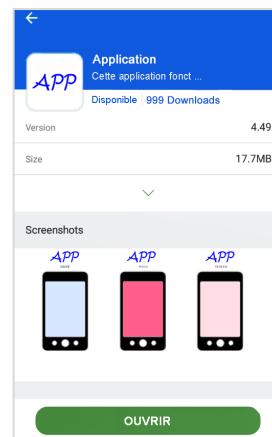 APP
Application
Cette application fonct ...
Disponible 999 Downloads
Version 4.49
Size 17.7MB
Screenshots
APP APP APP
OUVRIR